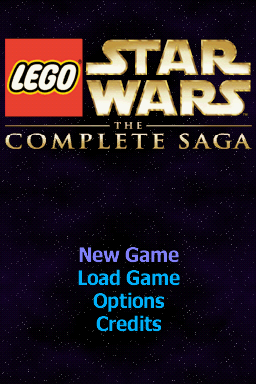 LEGO
STAR
WARS
THE
COMPLETE SAGA
New Game
Load Game
Options
Credits